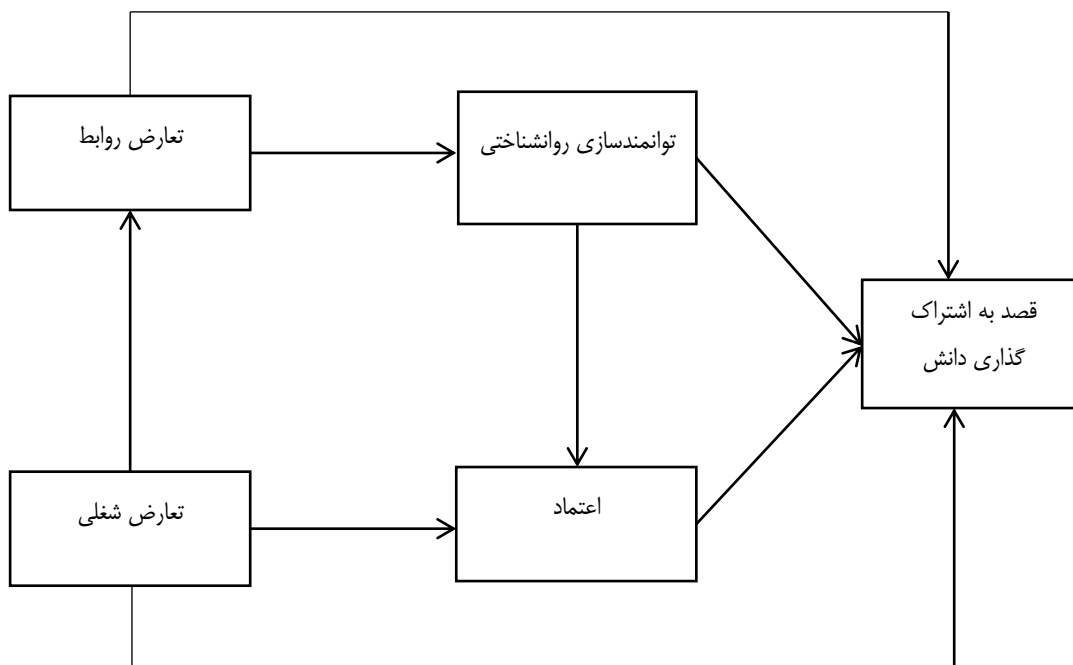 تعارض روابط
توانمندسازی روانشناختی
قصد به اشتراک
گذاری دانش
تعارض شغلی
اعتماد